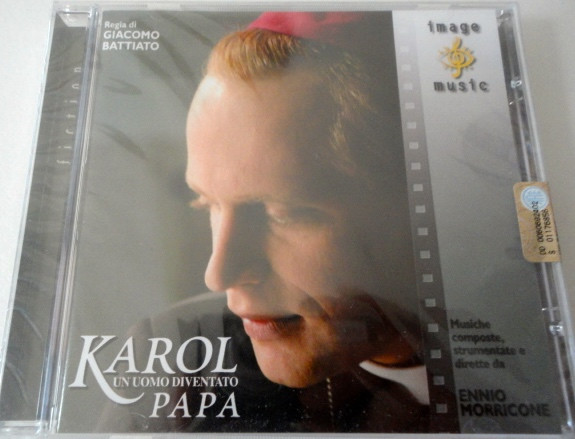 Regia di
GIACOMO
BATTIATO
fiction
image
music
KAROL
UN UOMO DIVENTATO
PAPA
Musiche
composte,
strumentate e
dirette da
ENNIO
MORRICONE